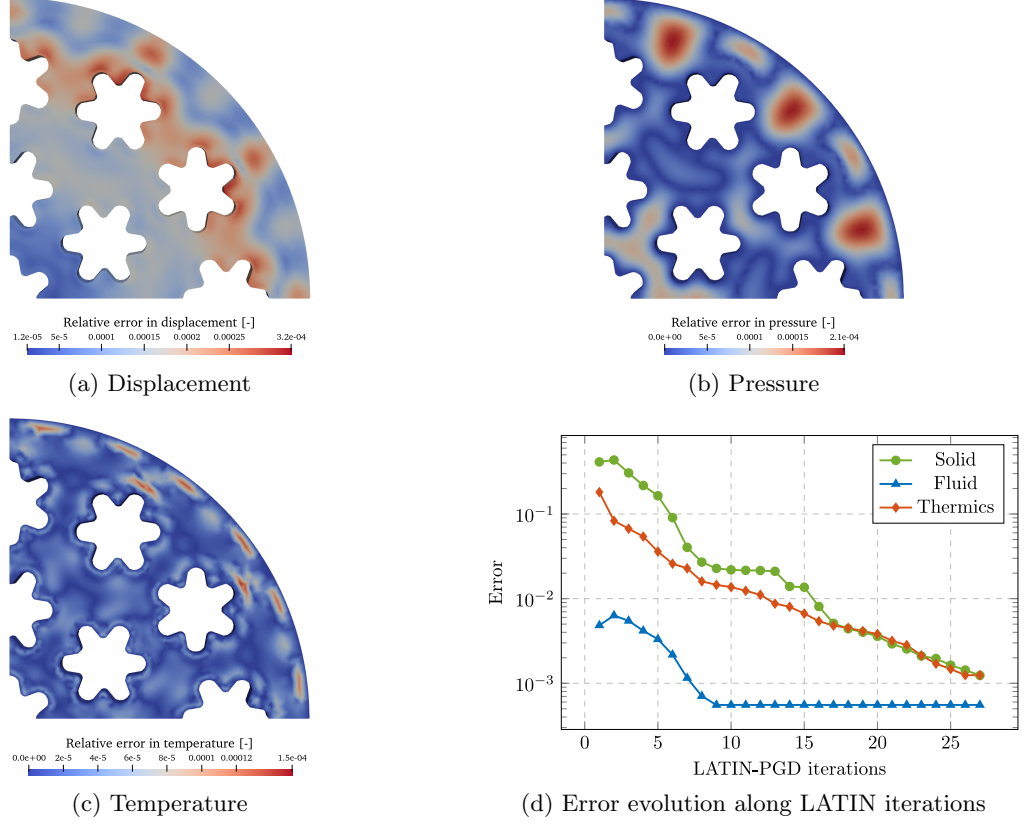 Relative error in displacement [-]
1.2e-05 5e-5 0.0001 0.00015 0.0002 0.00025 3.2e-04
(a) Displacement
Relative error in pressure [-]
0.0e+00 5e-5 0.0001 0.00015 2.1e-04
(b) Pressure
Relative error in temperature [-]
0.0e+00 2e-5 4e-5 6e-5 8e-5 0.0001 0.00012 1.5e-04
(c) Temperature
Solid
Fluid
Thermics
10⁻¹
10⁻²
10⁻³
Error
0 5 10 15 20 25
LATIN-PGD iterations
(d) Error evolution along LATIN iterations